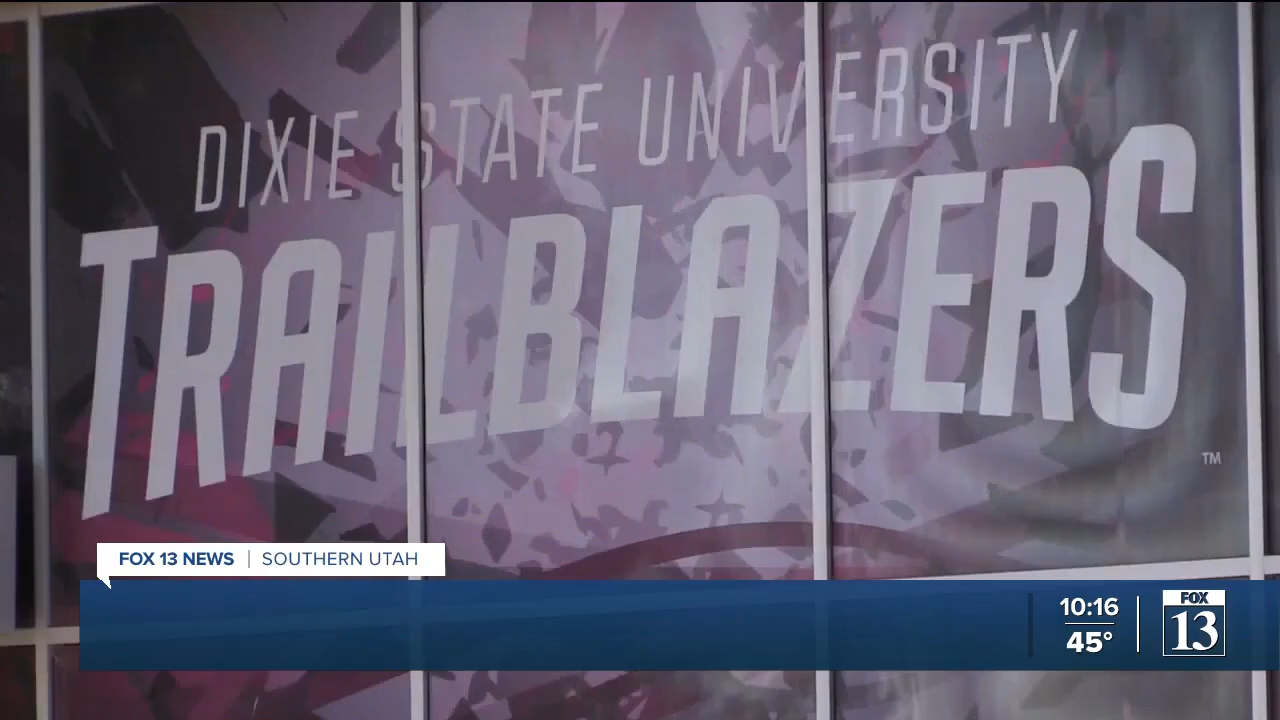 DIXIE STATE UNIVERSITY
TRAILBLAZERS
TM
FOX 13 NEWS | SOUTHERN UTAH
10:16
45°
FOX
13